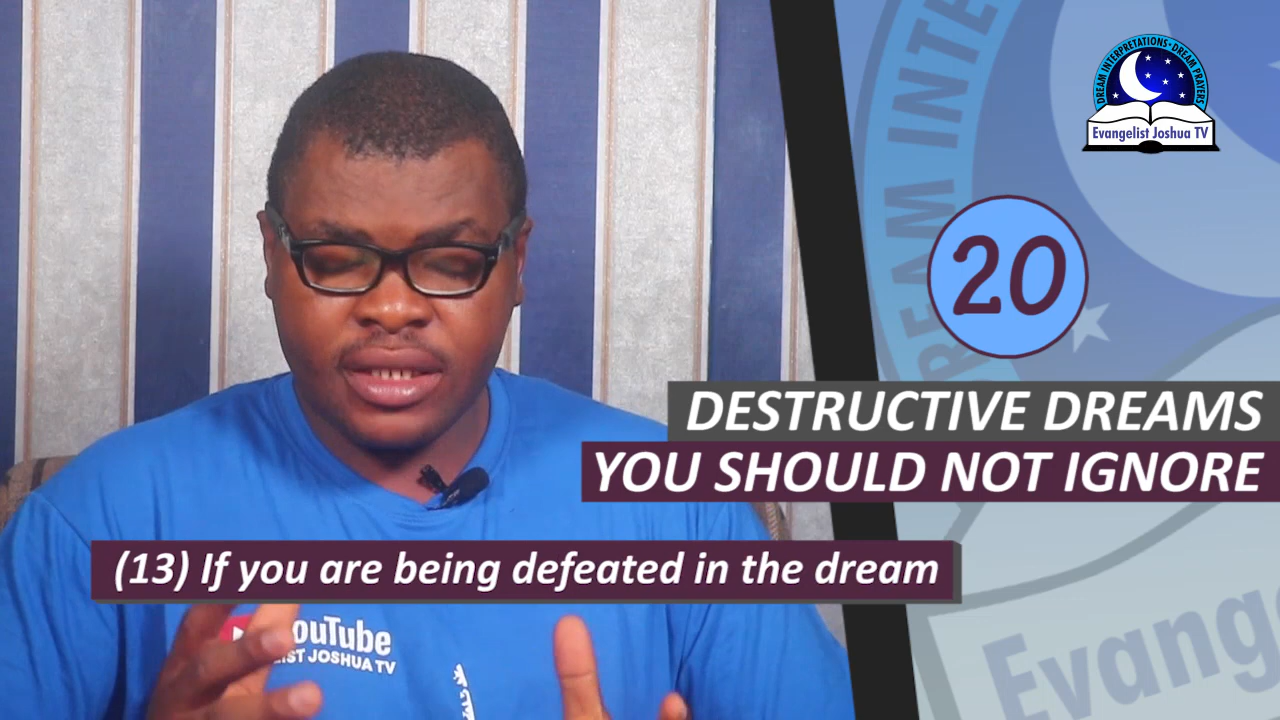 DREAM INTERPRETATIONS · DREAM PRAYERS
Evangelist Joshua TV
20
DESTRUCTIVE DREAMS
YOU SHOULD NOT IGNORE
(13) If you are being defeated in the dream
YouTube
JOSHUA TV